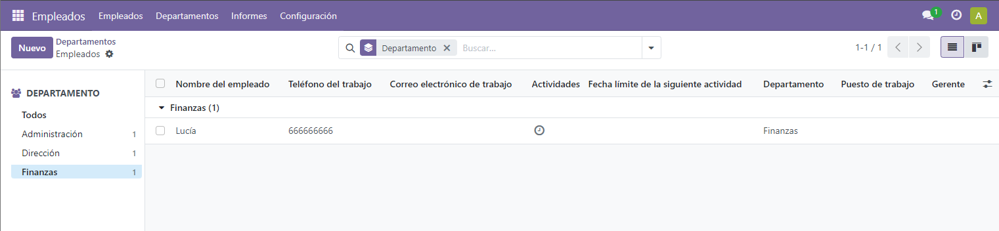 Empleados Empleados Departamentos Informes Configuración 1 A
Nuevo Departamentos
Empleados
Departamento Buscar... 1-1 / 1
DEPARTAMENTO
Todos
Administración 1
Dirección 1
Finanzas 1
Nombre del empleado Teléfono del trabajo Correo electrónico de trabajo Actividades Fecha límite de la siguiente actividad Departamento Puesto de trabajo Gerente
Finanzas (1)
Lucía 666666666 Finanzas